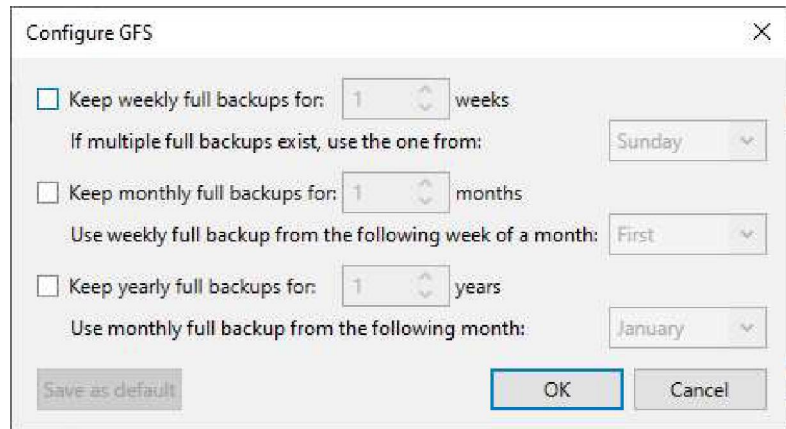 Configure GFS
Keep weekly full backups for: 1 weeks
If multiple full backups exist, use the one from: Sunday
Keep monthly full backups for: 1 months
Use weekly full backup from the following week of a month: First
Keep yearly full backups for: 1 years
Use monthly full backup from the following month: January
Save as default OK Cancel